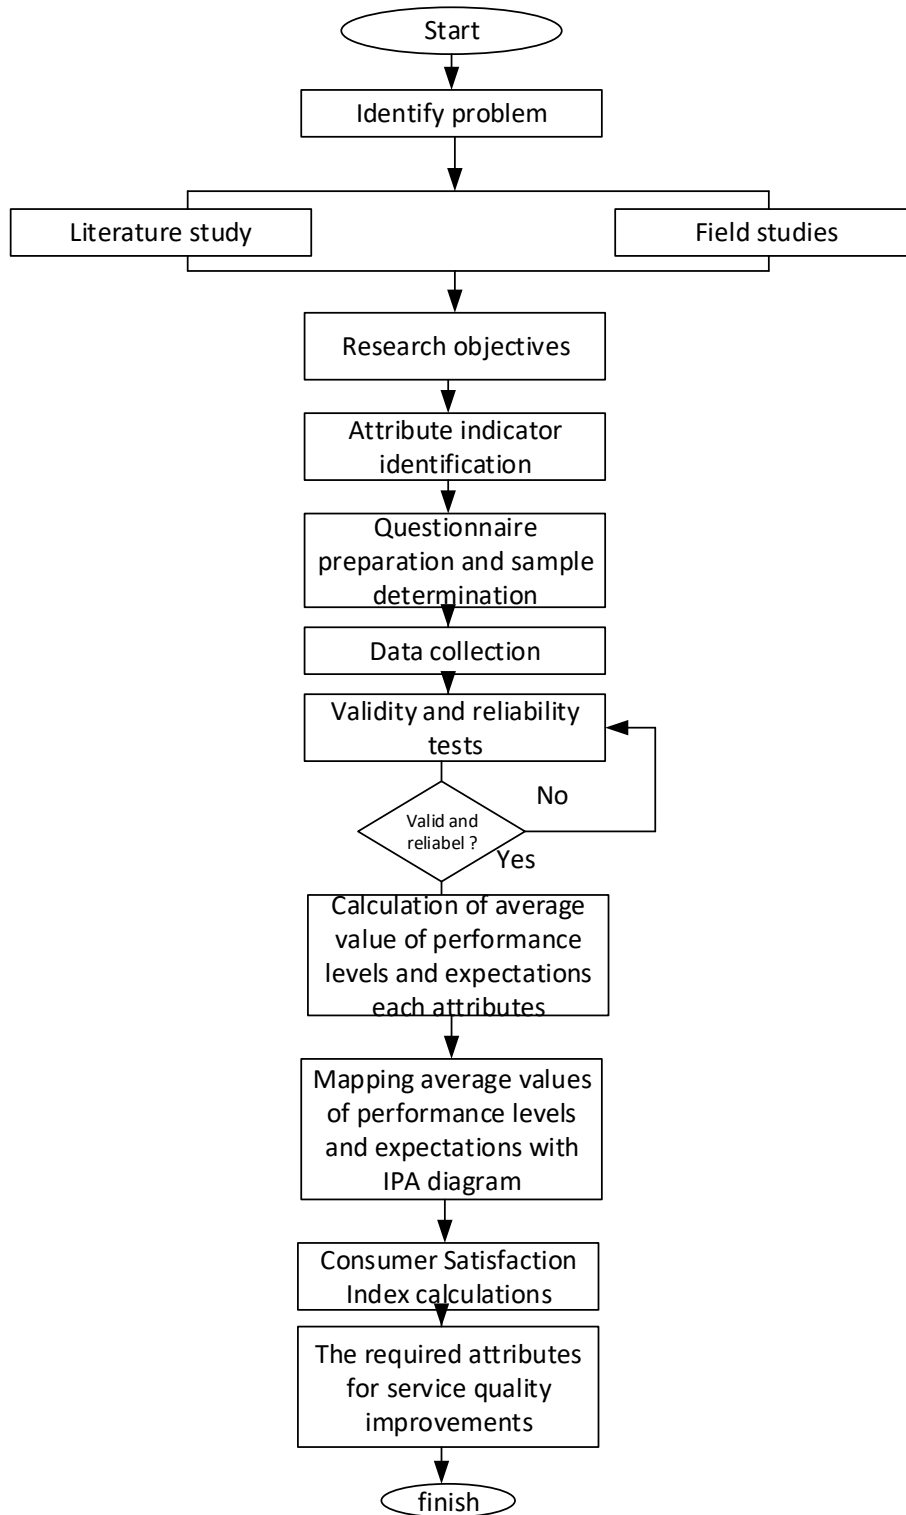 Start
Identify problem
Literature study
Field studies
Research objectives
Attribute indicator
identification
Questionnaire
preparation and sample
determination
Data collection
Validity and reliability
tests
No
Valid and
reliabel ?
Yes
Calculation of average
value of performance
levels and expectations
each attributes
Mapping average values
of performance levels
and expectations with
IPA diagram
Consumer Satisfaction
Index calculations
The required attributes
for service quality
improvements
finish